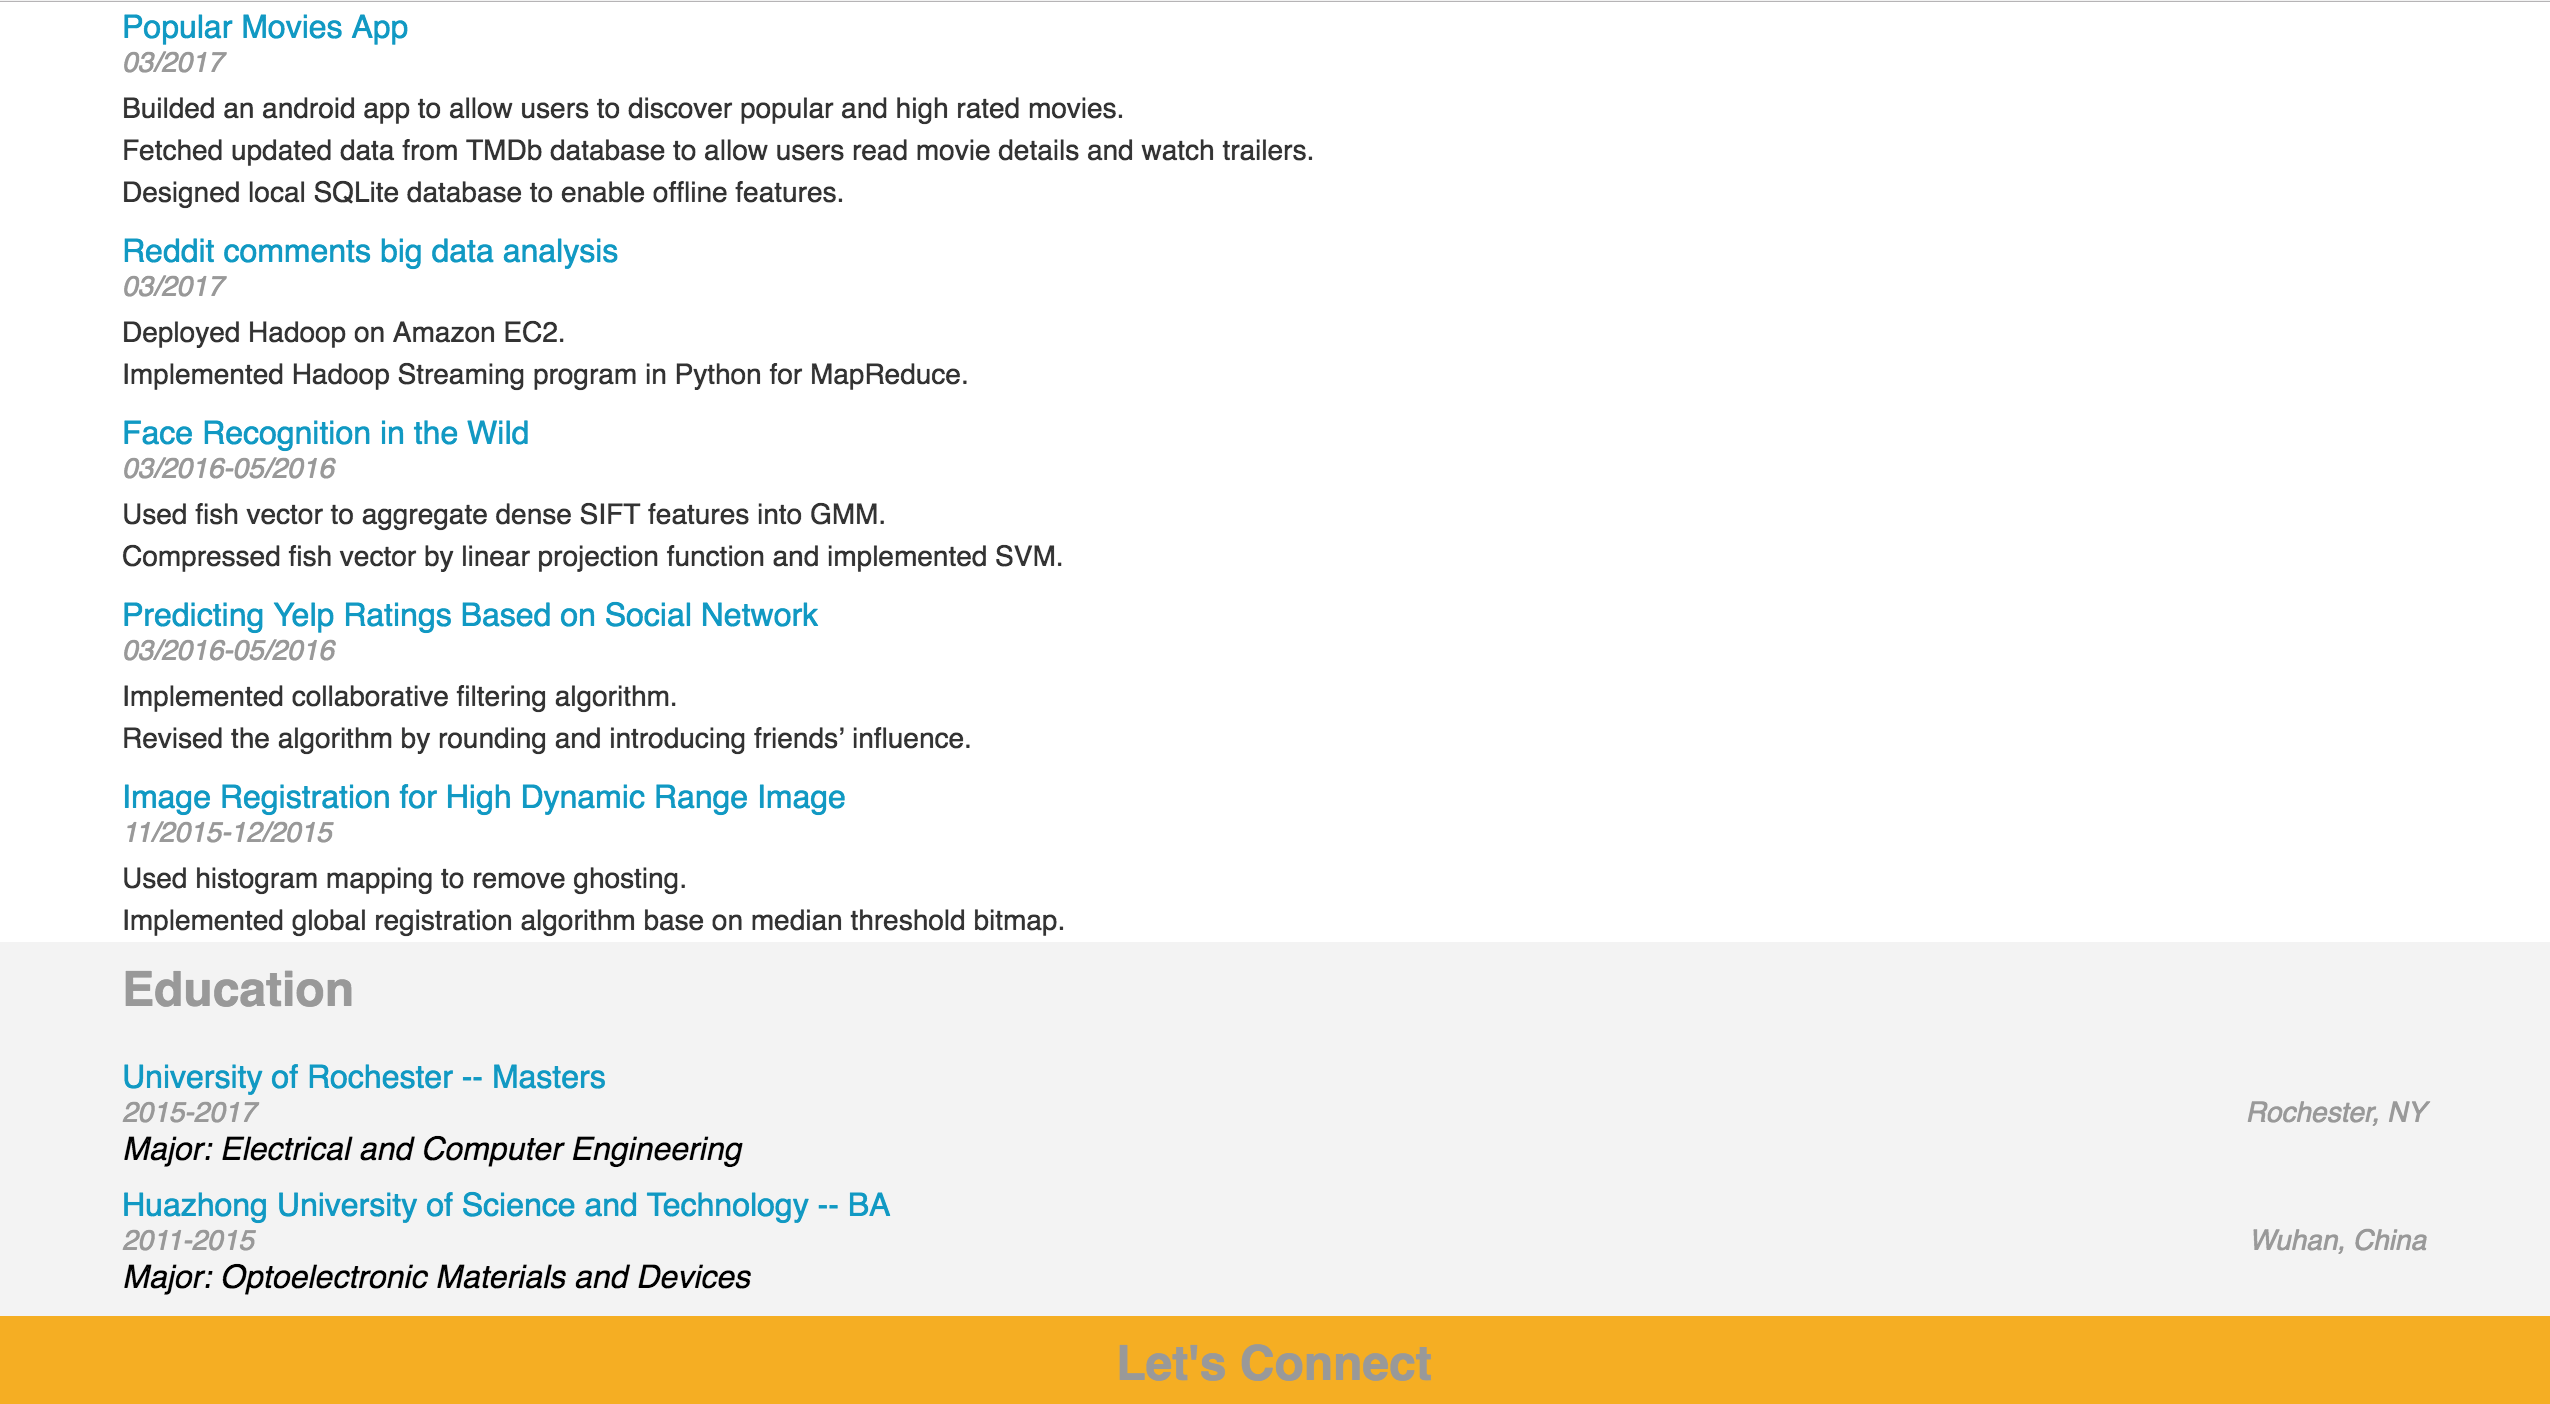 Popular Movies App
03/2017
Builded an android app to allow users to discover popular and high rated movies.
Fetched updated data from TMDb database to allow users read movie details and watch trailers.
Designed local SQLite database to enable offline features.
Reddit comments big data analysis
03/2017
Deployed Hadoop on Amazon EC2.
Implemented Hadoop Streaming program in Python for MapReduce.
Face Recognition in the Wild
03/2016-05/2016
Used fish vector to aggregate dense SIFT features into GMM.
Compressed fish vector by linear projection function and implemented SVM.
Predicting Yelp Ratings Based on Social Network
03/2016-05/2016
Implemented collaborative filtering algorithm.
Revised the algorithm by rounding and introducing friends’ influence.
Image Registration for High Dynamic Range Image
11/2015-12/2015
Used histogram mapping to remove ghosting.
Implemented global registration algorithm base on median threshold bitmap.
Education
University of Rochester -- Masters
2015-2017 Rochester, NY
Major: Electrical and Computer Engineering
Huazhong University of Science and Technology -- BA
2011-2015 Wuhan, China
Major: Optoelectronic Materials and Devices
Let's Connect